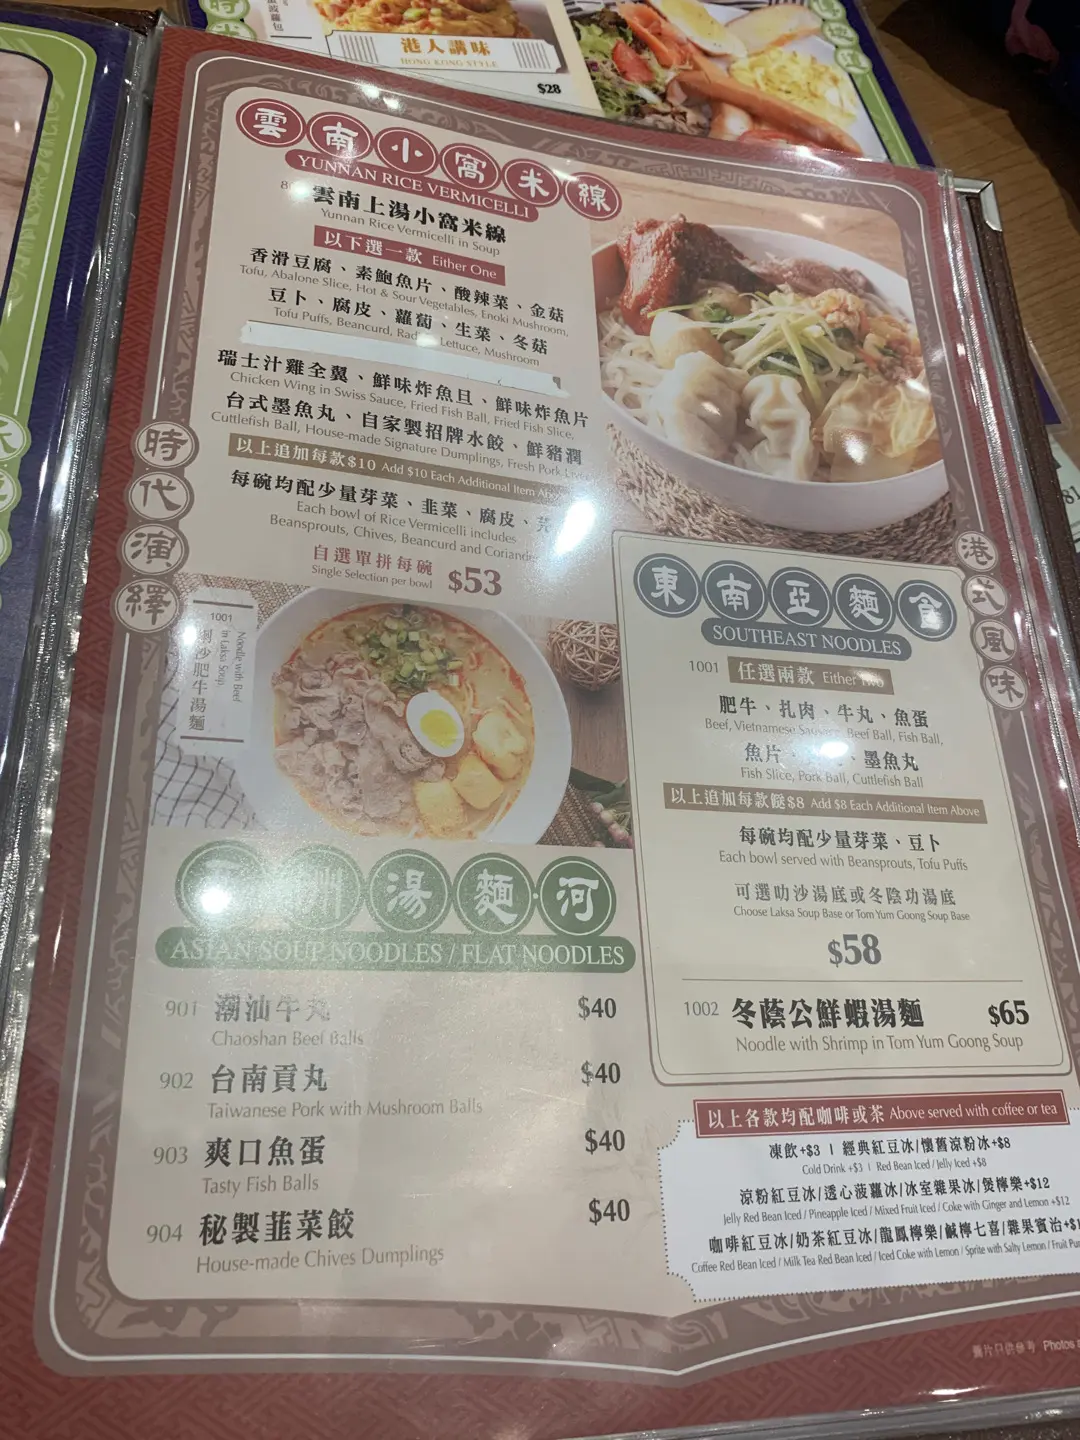 菠蘿包
港人講味
HONG KONG STYLE
$28
雲南小窩米線
YUNNAN RICE VERMICELLI
雲南上湯小窩米線
Yunnan Rice Vermicelli in Soup
以下選一款 Either One
香滑豆腐、素鮑魚片、酸辣菜、金菇
Tofu, Abalone Slice, Hot & Sour Vegetables, Enoki Mushroom,
豆卜、腐皮、蘿蔔、生菜、冬菇
Tofu Puffs, Beancurd, Lettuce, Mushroom
瑞士汁雞全翼、鮮味炸魚旦、鮮味炸魚片
Chicken Wing in Swiss Sauce, Fried Fish Ball, Fried Fish Slice,
台式墨魚丸、自家製招牌水餃、鮮豬潤
Cuttlefish Ball, House-made Signature Dumplings, Fresh Pork
以上追加每款$10 Add $10 Each Additional Item
每碗均配少量芽菜、韭菜、腐皮、
Each bowl of Rice Vermicelli includes
Beansprouts, Chives, Beancurd and
自選單拼每碗 $53
Single Selection per bowl
時代演繹
港式風味
1001
喇沙肥牛湯麵
Noodle with Beef
in Laksa Soup
東南亞麵食
SOUTHEAST NOODLES
1001 任選兩款 Either
肥牛、扎肉、牛丸、魚蛋
Beef, Vietnamese Beef Ball, Fish Ball,
魚片、墨魚丸
Fish Slice, Pork Ball, Cuttlefish Ball
以上追加每款餸$8 Add $8 Each Additional Item Above
每碗均配少量芽菜、豆卜
Each bowl served with Beansprouts, Tofu Puffs
可選叻沙湯底或冬陰功湯底
Choose Laksa Soup Base or Tom Yum Goong Soup Base
$58
1002 冬蔭公鮮蝦湯麵 $65
Noodle with Shrimp in Tom Yum Goong Soup
湯麵·河
ASIAN SOUP NOODLES / FLAT NOODLES
901 潮汕牛丸 $40
Chaoshan Beef Balls
902 台南貢丸 $40
Taiwanese Pork with Mushroom Balls
903 爽口魚蛋 $40
Tasty Fish Balls
904 秘製韮菜餃 $40
House-made Chives Dumplings
以上各款均配咖啡或茶 Above served with coffee or tea
凍飲+$3 | 經典紅豆冰/懷舊涼粉冰+$8
Cold Drink +$3 | Red Bean Iced / Jelly Iced +$8
涼粉紅豆冰/透心菠蘿冰/冰室雜果冰/煲檸樂+$12
Jelly Red Bean Iced / Pineapple Iced / Mixed Fruit Iced / Coke with Ginger and Lemon +$12
咖啡紅豆冰/奶茶紅豆冰/龍鳳檸樂/鹹檸七喜/雜果賓治
Coffee Red Bean Iced / Milk Tea Red Bean Iced / Iced Coke with Lemon / Sprite with Salty Lemon / Fruit
圖片只供參考 Photos